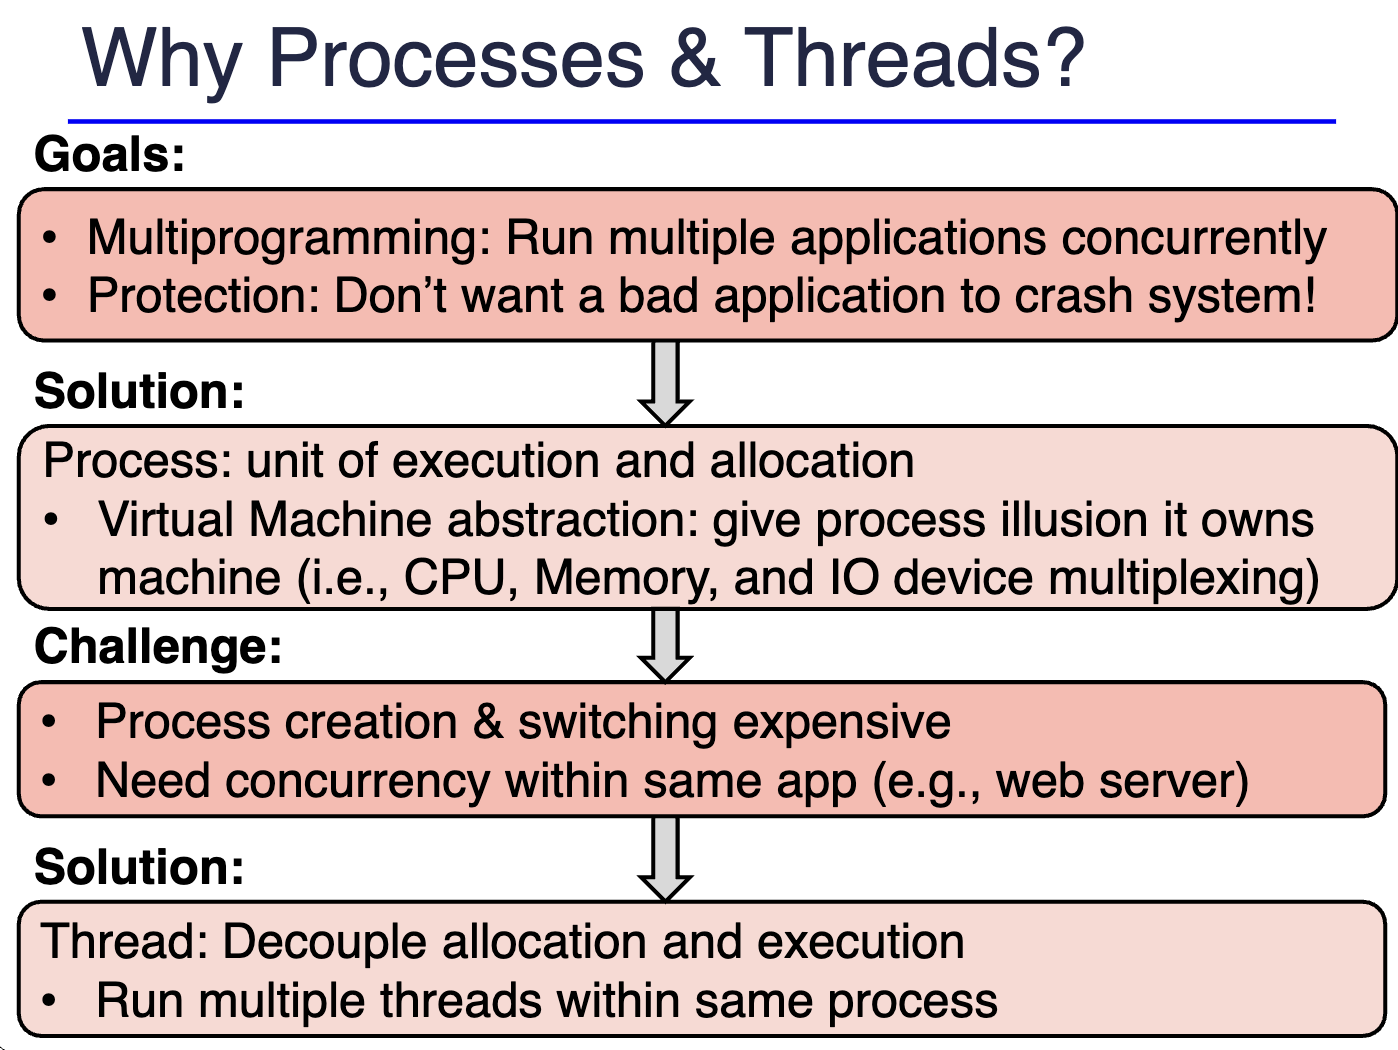 Why Processes & Threads?
Goals:
• Multiprogramming: Run multiple applications concurrently
• Protection: Don’t want a bad application to crash system!
Solution:
Process: unit of execution and allocation
• Virtual Machine abstraction: give process illusion it owns
machine (i.e., CPU, Memory, and IO device multiplexing)
Challenge:
• Process creation & switching expensive
• Need concurrency within same app (e.g., web server)
Solution:
Thread: Decouple allocation and execution
• Run multiple threads within same process